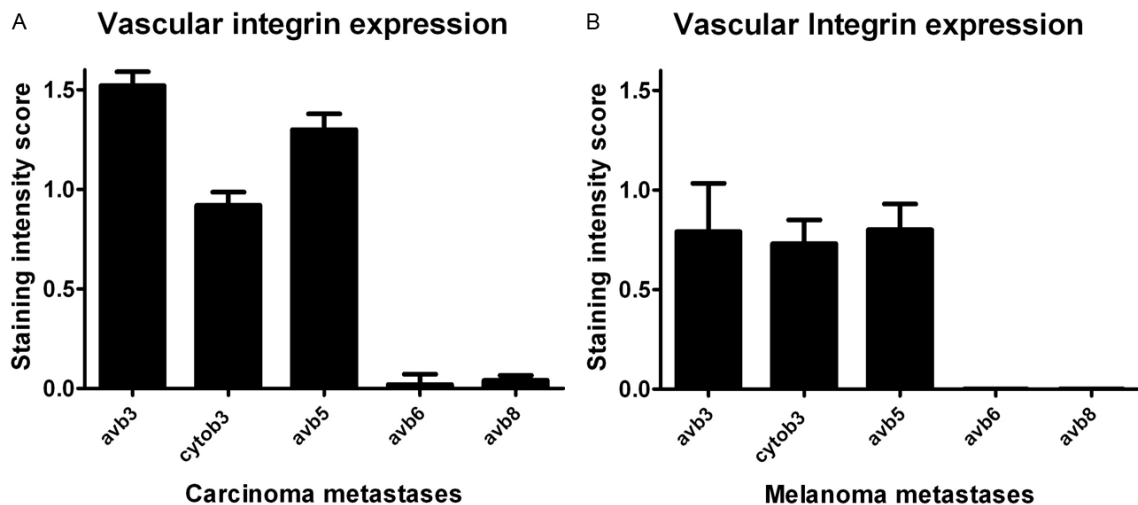 A
Vascular integrin expression
Staining intensity score
1.5
1.0
0.5
0.0
avb3
cytob3
avb5
avb6
avb8
Carcinoma metastases
B
Vascular Integrin expression
Staining intensity score
1.5
1.0
0.5
0.0
avb3
cytob3
avb5
avb6
avb8
Melanoma metastases